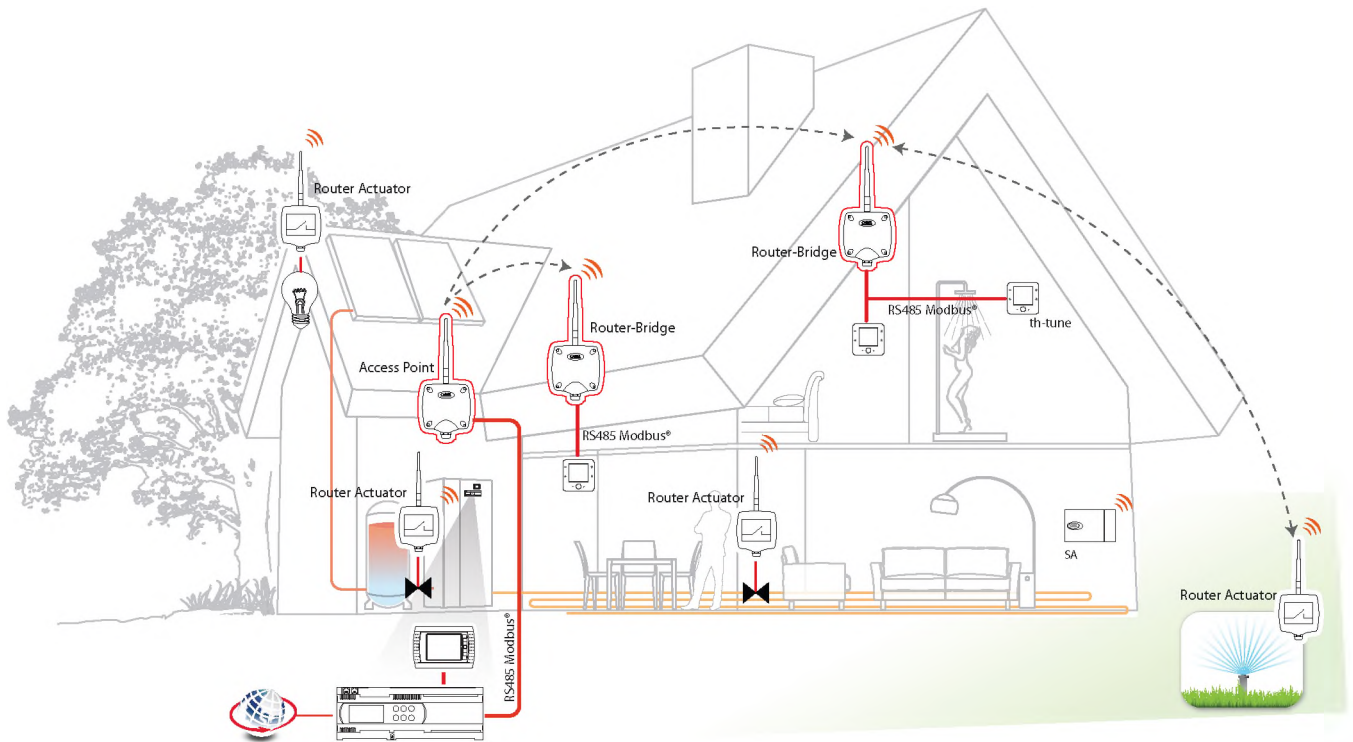 Router Actuator
Router-Bridge
RS485 Modbus®
th-tune
Router-Bridge
Access Point
RS485 Modbus®
Router Actuator
Router Actuator
SA
Router Actuator
RS485 Modbus®